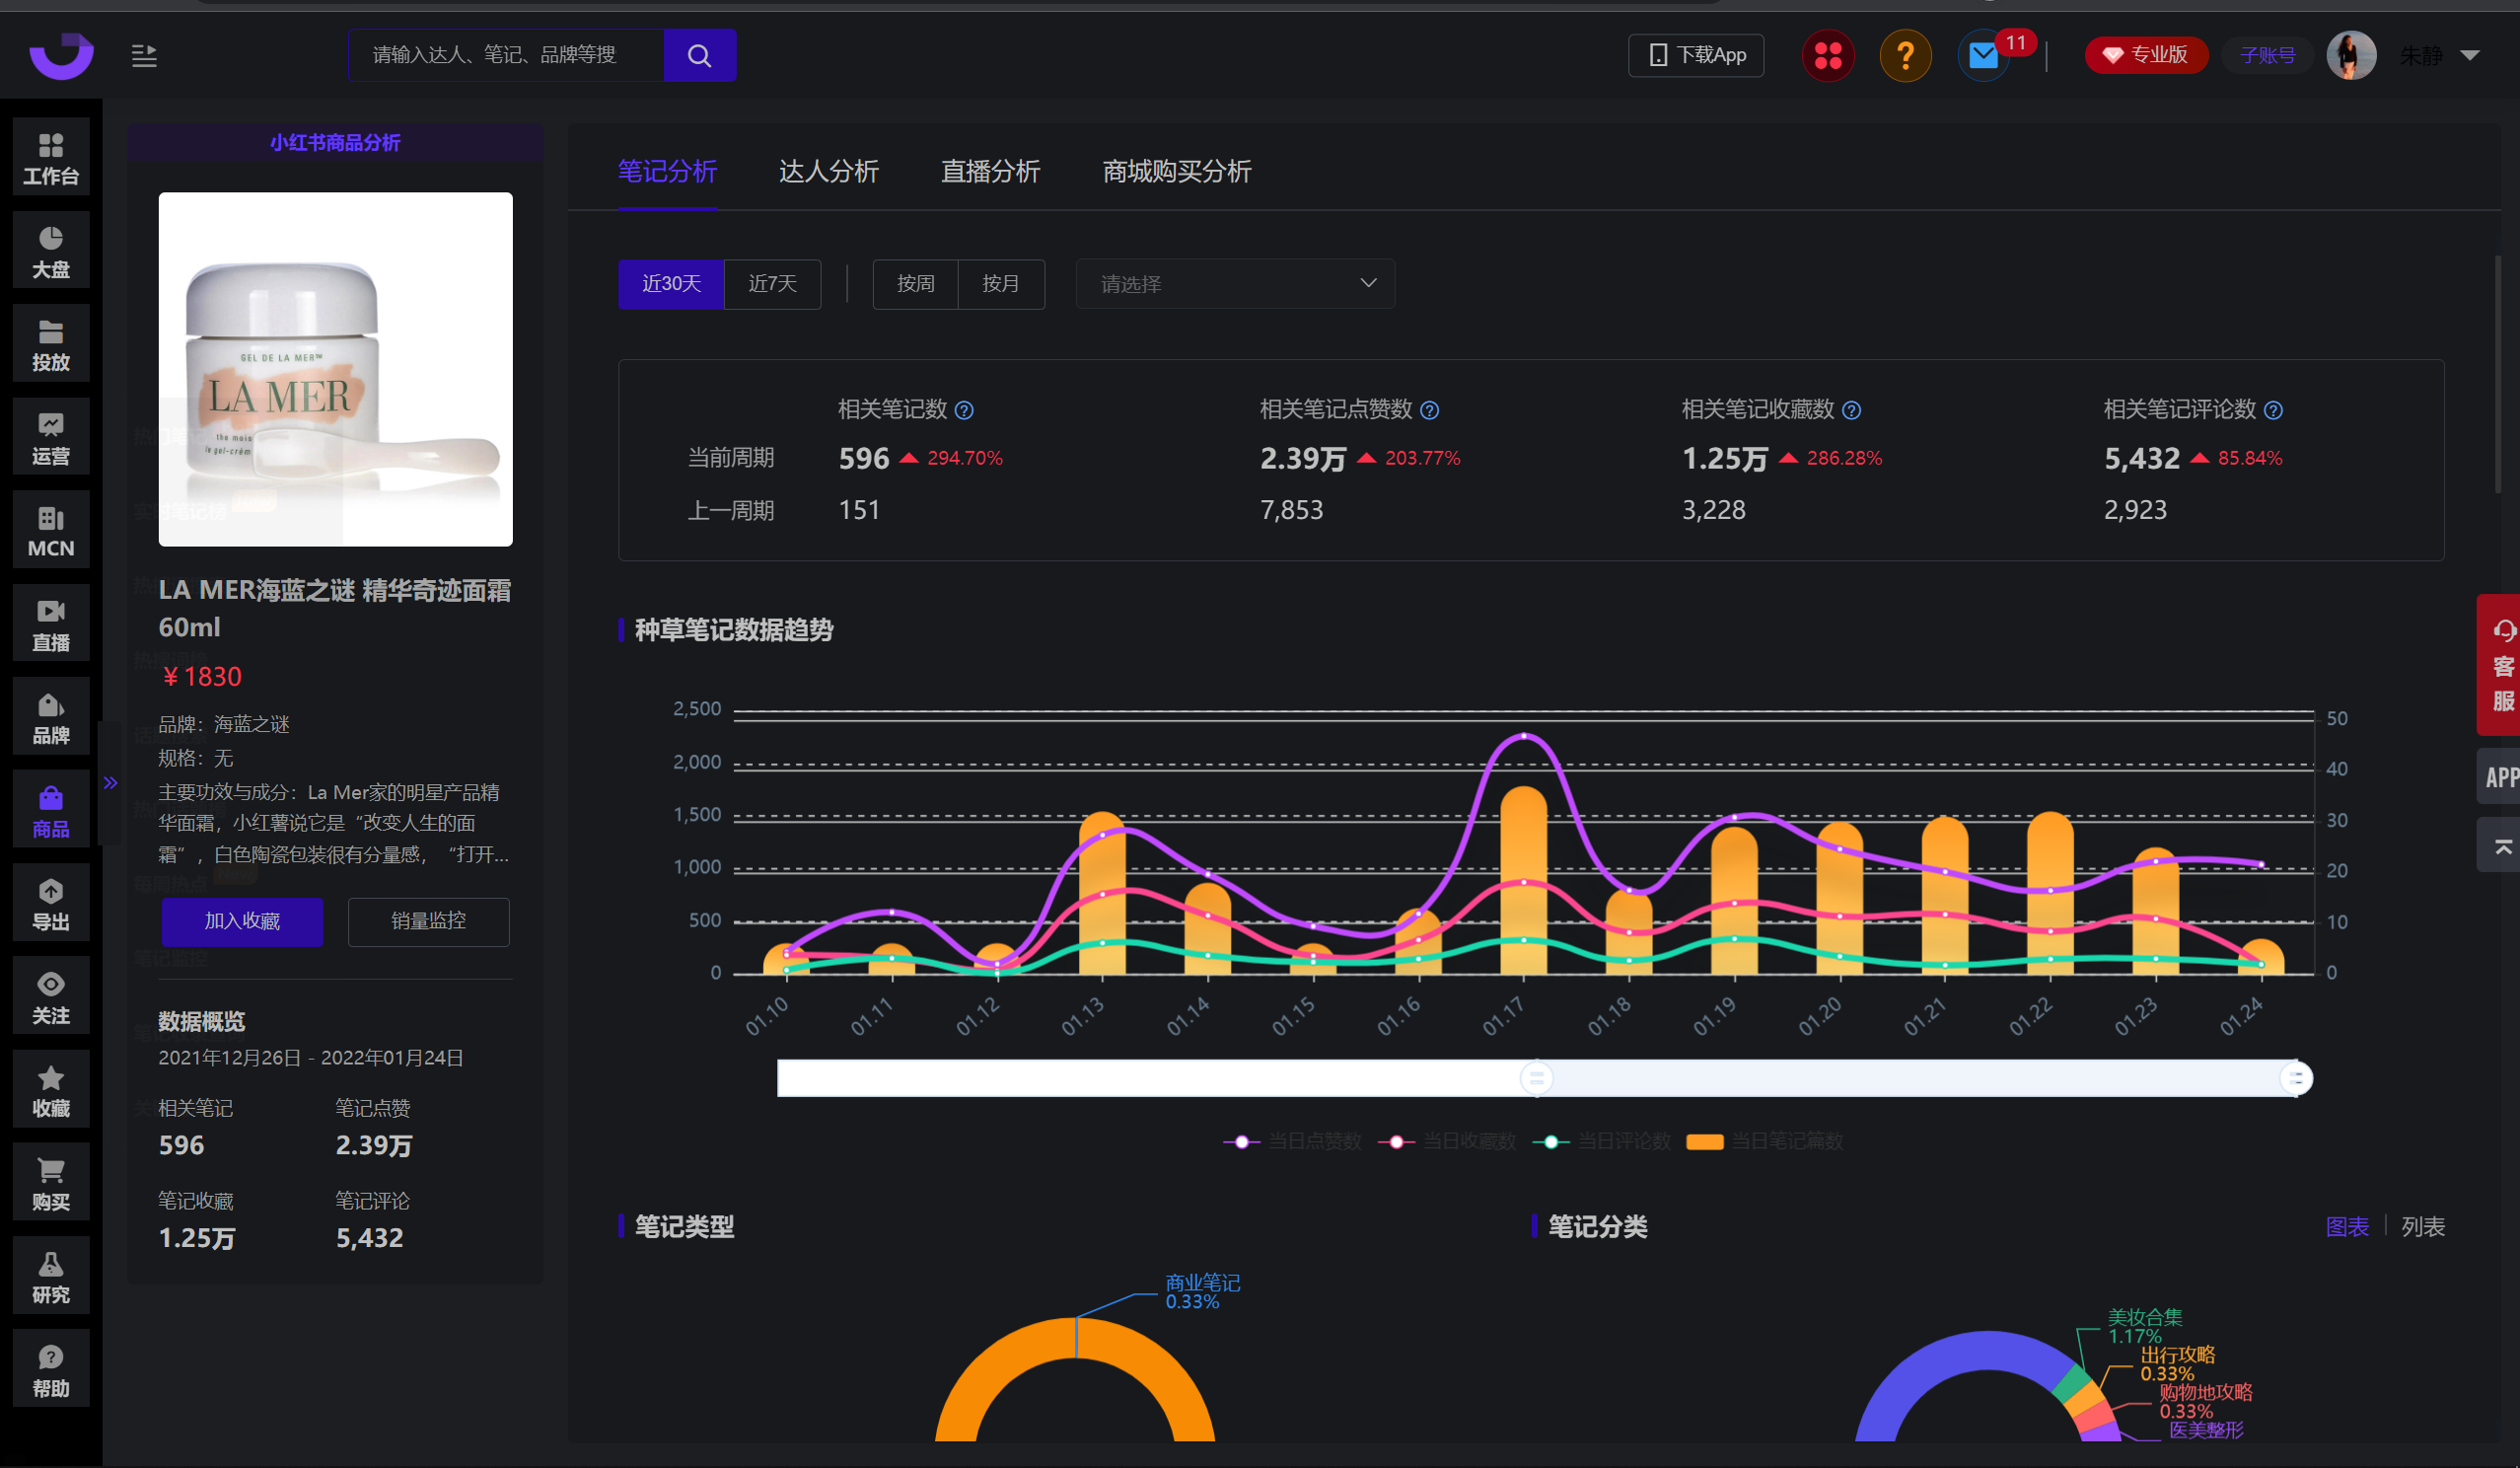 请输入达人、笔记、品牌等搜
下载App
11
专业版
子账号
朱静
工作台
大盘
投放
运营
MCN
直播
品牌
商品
导出
关注
收藏
购买
研究
帮助
小红书商品分析
GEL DE LA MER™
LA MER
LA MER海蓝之谜 精华奇迹面霜
60ml
￥1830
品牌：海蓝之谜
规格：无
主要功效与成分：La Mer家的明星产品精
华面霜，小红薯说它是“改变人生的面
霜”，白色陶瓷包装很有分量感，“打开...
加入收藏
销量监控
数据概览
2021年12月26日 - 2022年01月24日
相关笔记
笔记点赞
596
2.39万
笔记收藏
笔记评论
1.25万
5,432
笔记分析
达人分析
直播分析
商城购买分析
近30天
近7天
按周
按月
请选择
相关笔记数
相关笔记点赞数
相关笔记收藏数
相关笔记评论数
当前周期
596
294.70%
2.39万
203.77%
1.25万
286.28%
5,432
85.84%
上一周期
151
7,853
3,228
2,923
种草笔记数据趋势
2,500
2,000
1,500
1,000
500
0
50
40
30
20
10
0
01.10
01.11
01.12
01.13
01.14
01.15
01.16
01.17
01.18
01.19
01.20
01.21
01.22
01.23
01.24
当日点赞数
当日收藏数
当日评论数
当日笔记篇数
笔记类型
商业笔记
0.33%
笔记分类
图表
列表
美妆合集
1.17%
出行攻略
0.33%
购物地攻略
0.33%
医美整形
客
服
APP